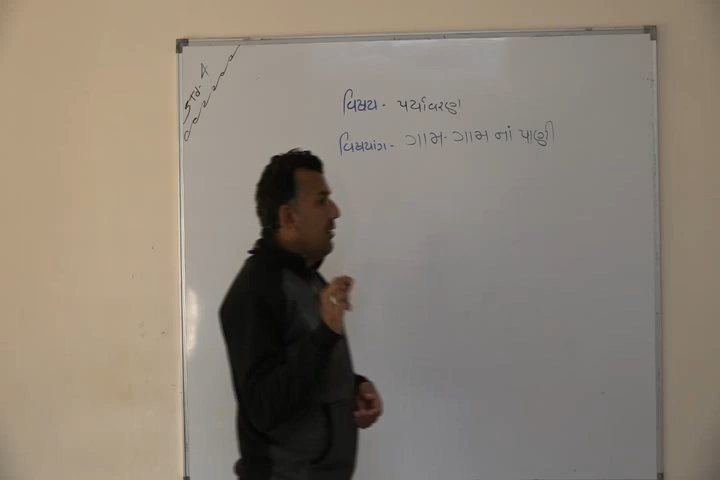 વિષય - પર્યાવરણ
વિષયાંગ - ગામ-ગામ નાં પાણી